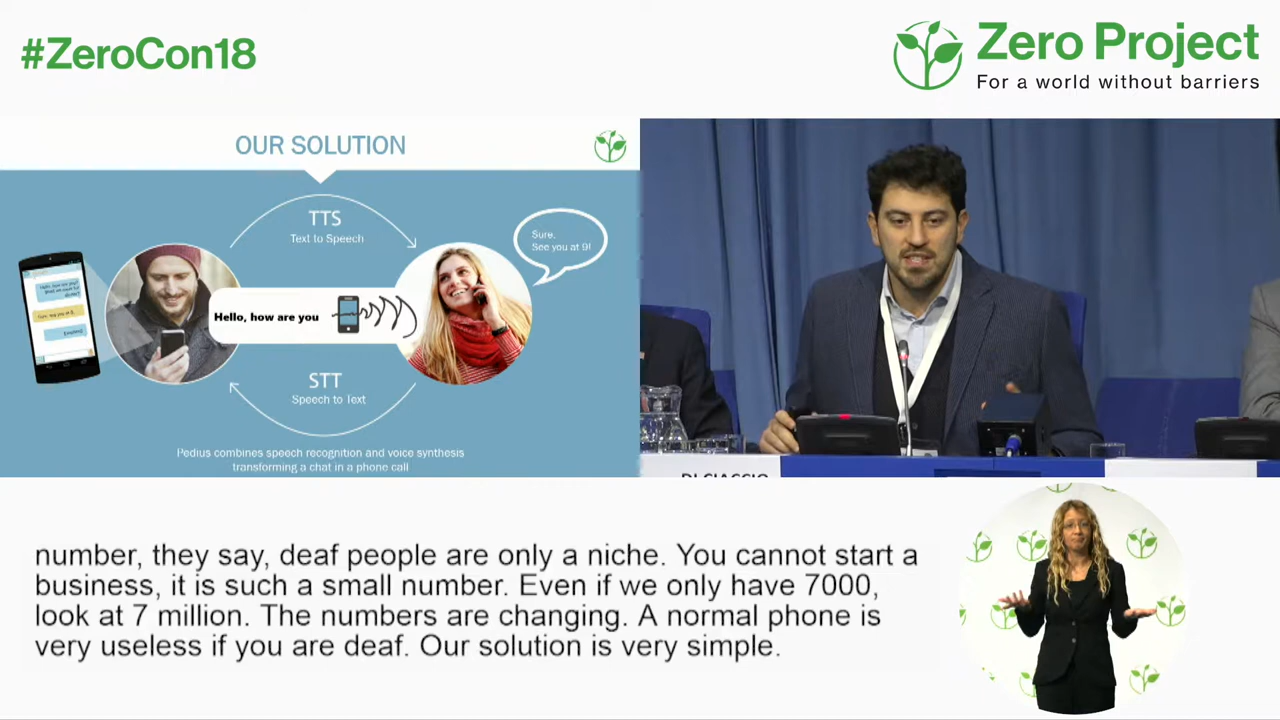 #ZeroCon18
Zero Project
For a world without barriers
OUR SOLUTION
TTS
Text to Speech
Sure,
See you at 9!
Hello, how are you
STT
Speech to Text
Pedius combines speech recognition and voice synthesis
transforming a chat in a phone call
DI CIACCIO
number, they say, deaf people are only a niche. You cannot start a
business, it is such a small number. Even if we only have 7000,
look at 7 million. The numbers are changing. A normal phone is
very useless if you are deaf. Our solution is very simple.